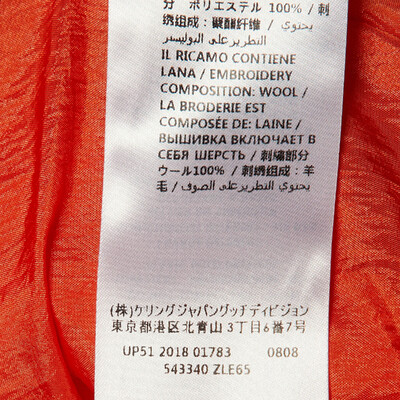 分 ポリエステル 100% / 刺
绣组成: 聚酯纤维 / يحتوي
التطريز على البوليستر
IL RICAMO CONTIENE
LANA / EMBROIDERY
COMPOSITION: WOOL /
LA BRODERIE EST
COMPOSÉE DE: LAINE /
ВЫШИВКА ВКЛЮЧАЕТ В
СЕБЯ ШЕРСТЬ / 刺繍部分
ウール100% / 刺绣组成：羊
毛 / يحتوي التطريز على الصوف
(株)ケリングジャパングッチディビジョン
東京都港区北青山 3丁目6番7号
UP51 2018 01783 0808
543340 ZLE65